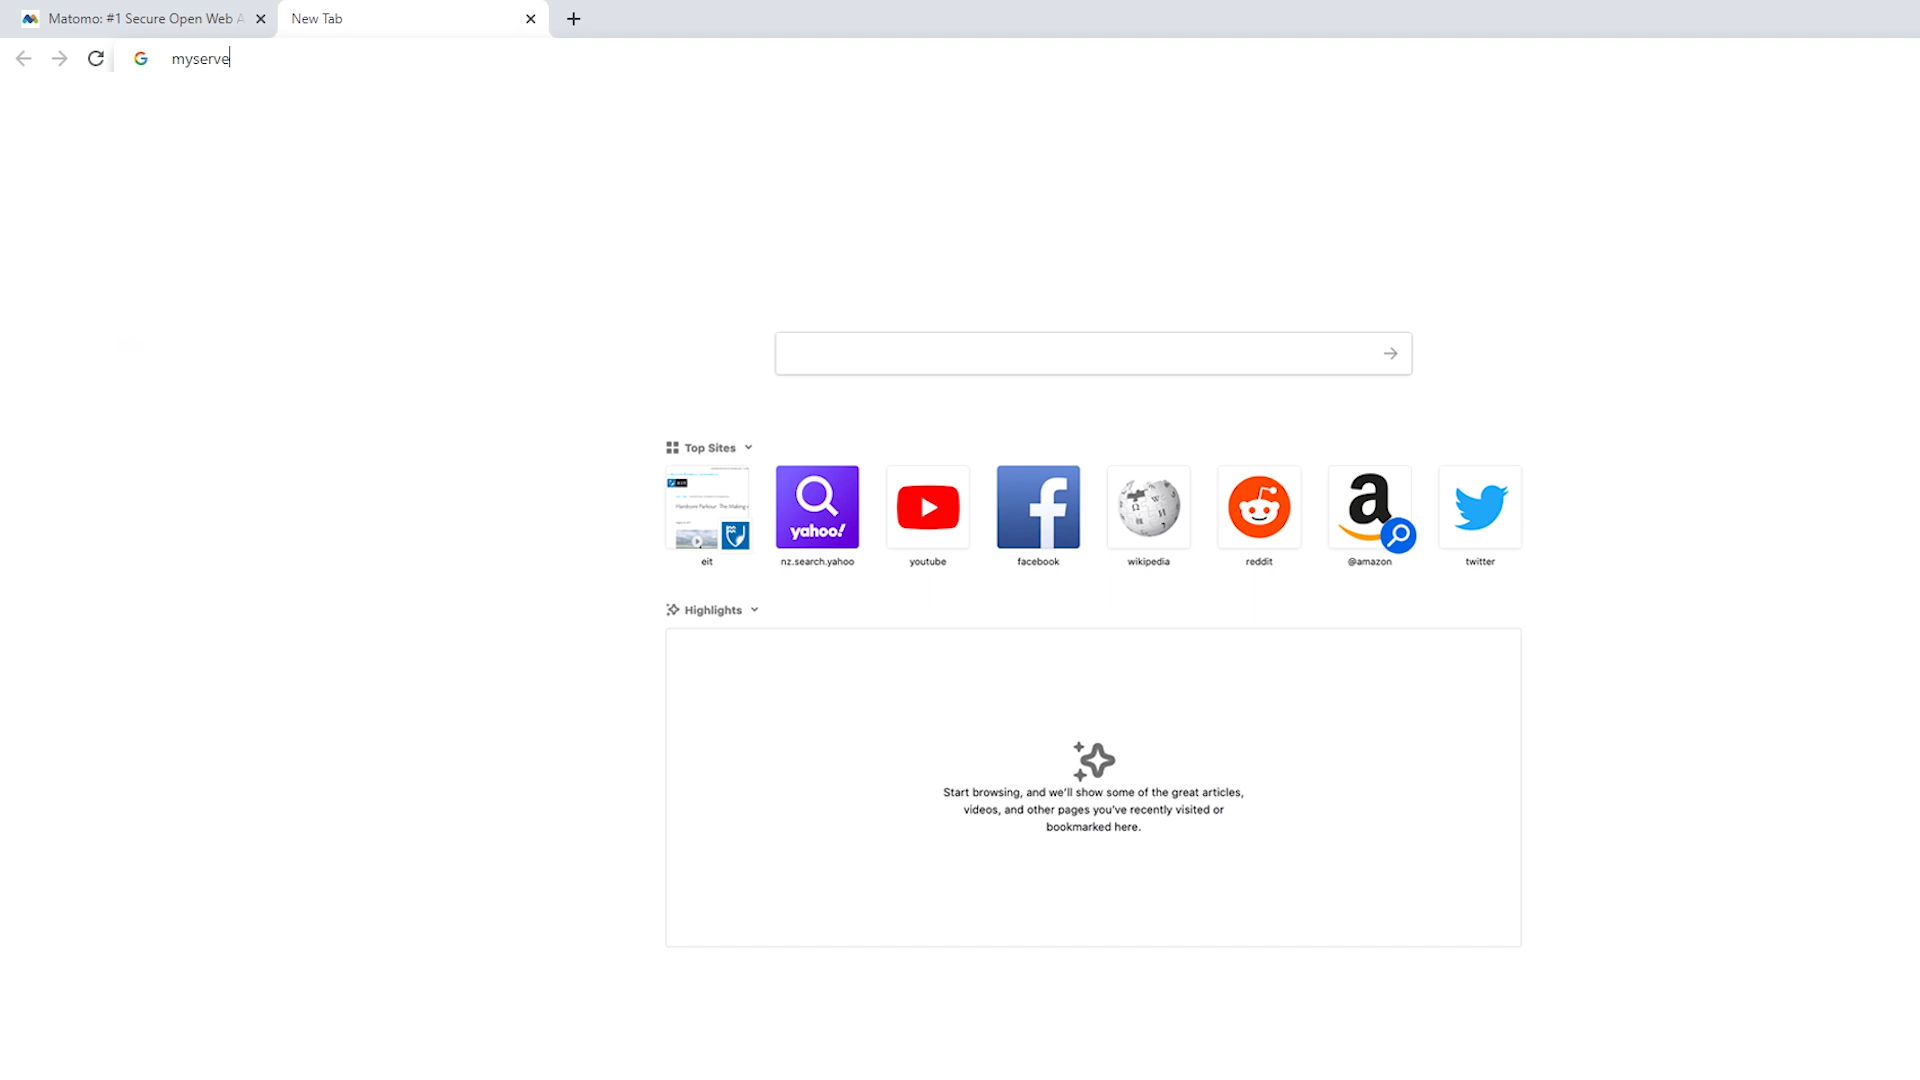 Matomo: #1 Secure Open Web A
New Tab
myserve
Top Sites
yahoo!
eit
nz.search.yahoo
youtube
facebook
wikipedia
reddit
@amazon
twitter
Highlights
Start browsing, and we'll show some of the great articles,
videos, and other pages you've recently visited or
bookmarked here.